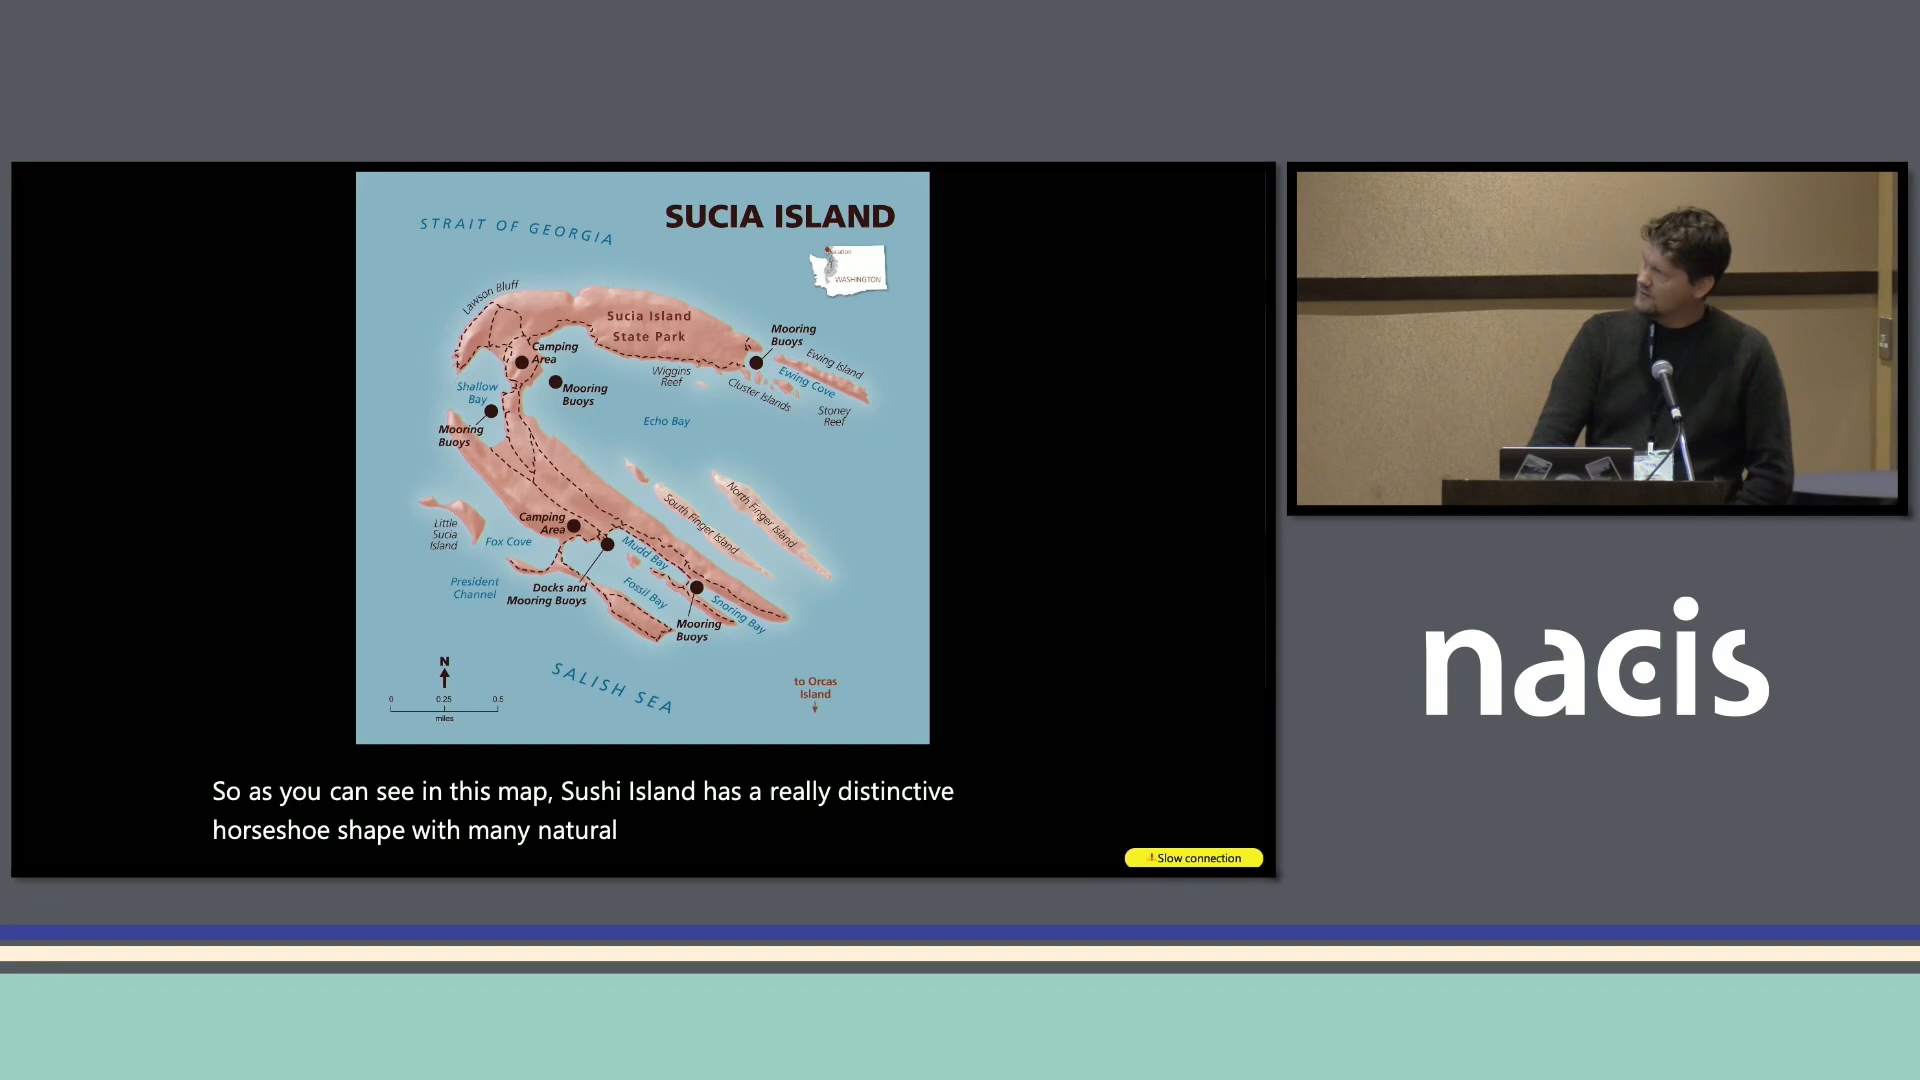 STRAIT OF GEORGIA
SUCIA ISLAND
Location
WASHINGTON
Lawson Bluff
Sucia Island
State Park
Mooring
Buoys
Camping
Area
Ewing Island
Ewing Cove
Wiggins
Reef
Cluster Islands
Stoney
Reef
Shallow
Bay
Mooring
Buoys
Echo Bay
Mooring
Buoys
North Finger Island
South Finger Island
Camping
Area
Little
Sucia
Island
Fox Cove
Mudd Bay
President
Channel
Docks and
Mooring Buoys
Fossil Bay
Snoring Bay
Mooring
Buoys
SALISH SEA
N
0 0.25 0.5
miles
to Orcas
Island
So as you can see in this map, Sushi Island has a really distinctive
horseshoe shape with many natural
Slow connection
nacis